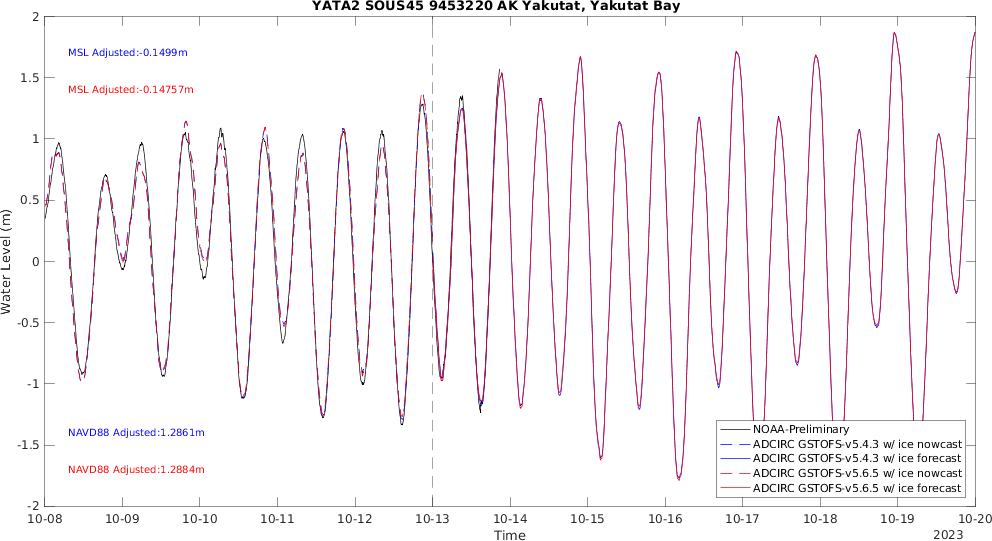 YATA2 SOUS45 9453220 AK Yakutat, Yakutat Bay
2
1.5
1
0.5
0
-0.5
-1
-1.5
-2
Water Level (m)
MSL Adjusted:-0.1499m
MSL Adjusted:-0.14757m
NAVD88 Adjusted:1.2861m
NAVD88 Adjusted:1.2884m
NOAA-Preliminary
ADCIRC GSTOFS-v5.4.3 w/ ice nowcast
ADCIRC GSTOFS-v5.4.3 w/ ice forecast
ADCIRC GSTOFS-v5.6.5 w/ ice nowcast
ADCIRC GSTOFS-v5.6.5 w/ ice forecast
10-08 10-09 10-10 10-11 10-12 10-13 10-14 10-15 10-16 10-17 10-18 10-19 10-20
Time
2023